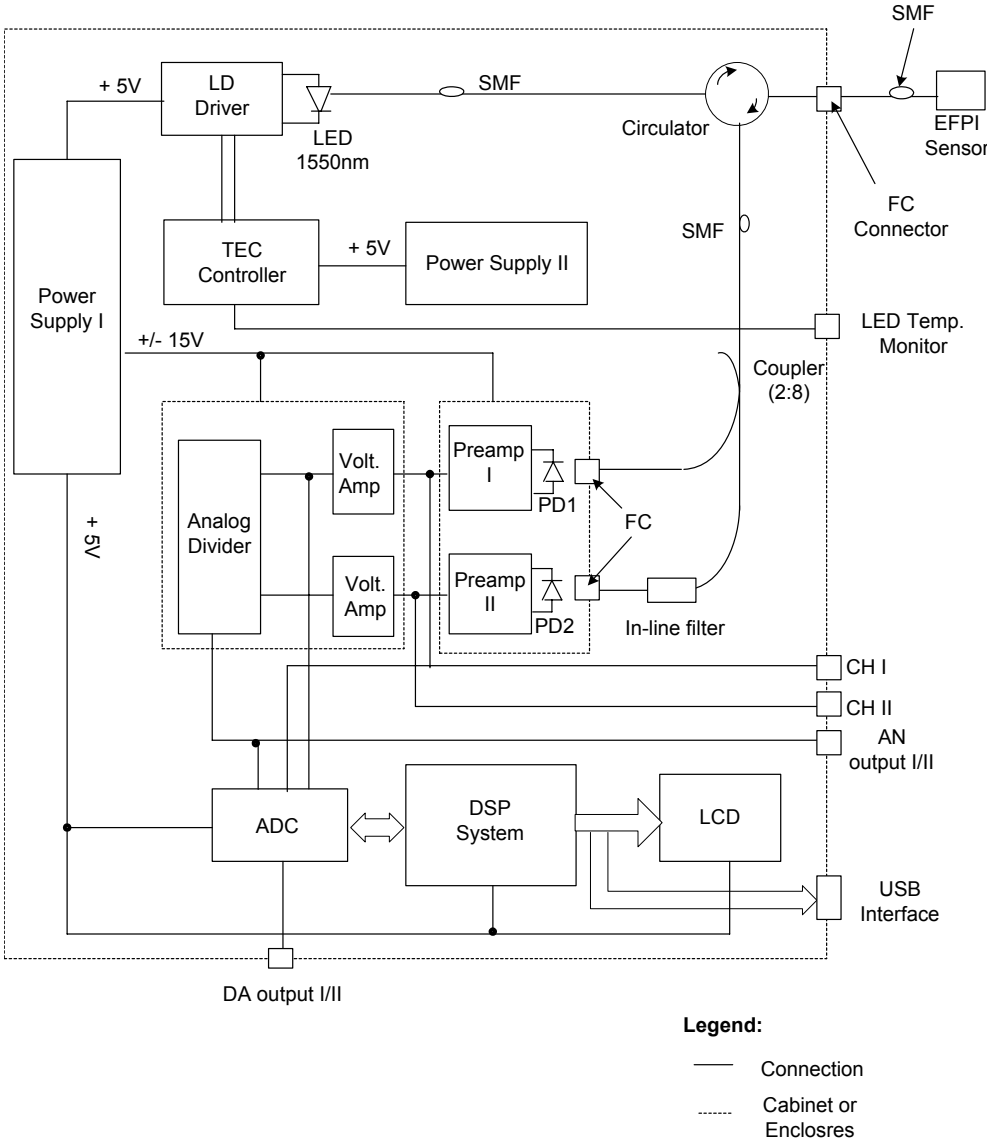 SMF
+ 5V
LD
Driver
SMF
LED
1550nm
Circulator
EFPI
Sensor
FC
Connector
SMF
TEC
Controller
+ 5V
Power Supply II
Power
Supply I
LED Temp.
Monitor
+/- 15V
Coupler
(2:8)
Volt.
Amp
Preamp
I
PD1
Analog
Divider
FC
+ 5V
Volt.
Amp
Preamp
II
PD2
In-line filter
CH I
CH II
AN
output I/II
ADC
DSP
System
LCD
USB
Interface
DA output I/II
Legend:
Connection
Cabinet or
Enclosres